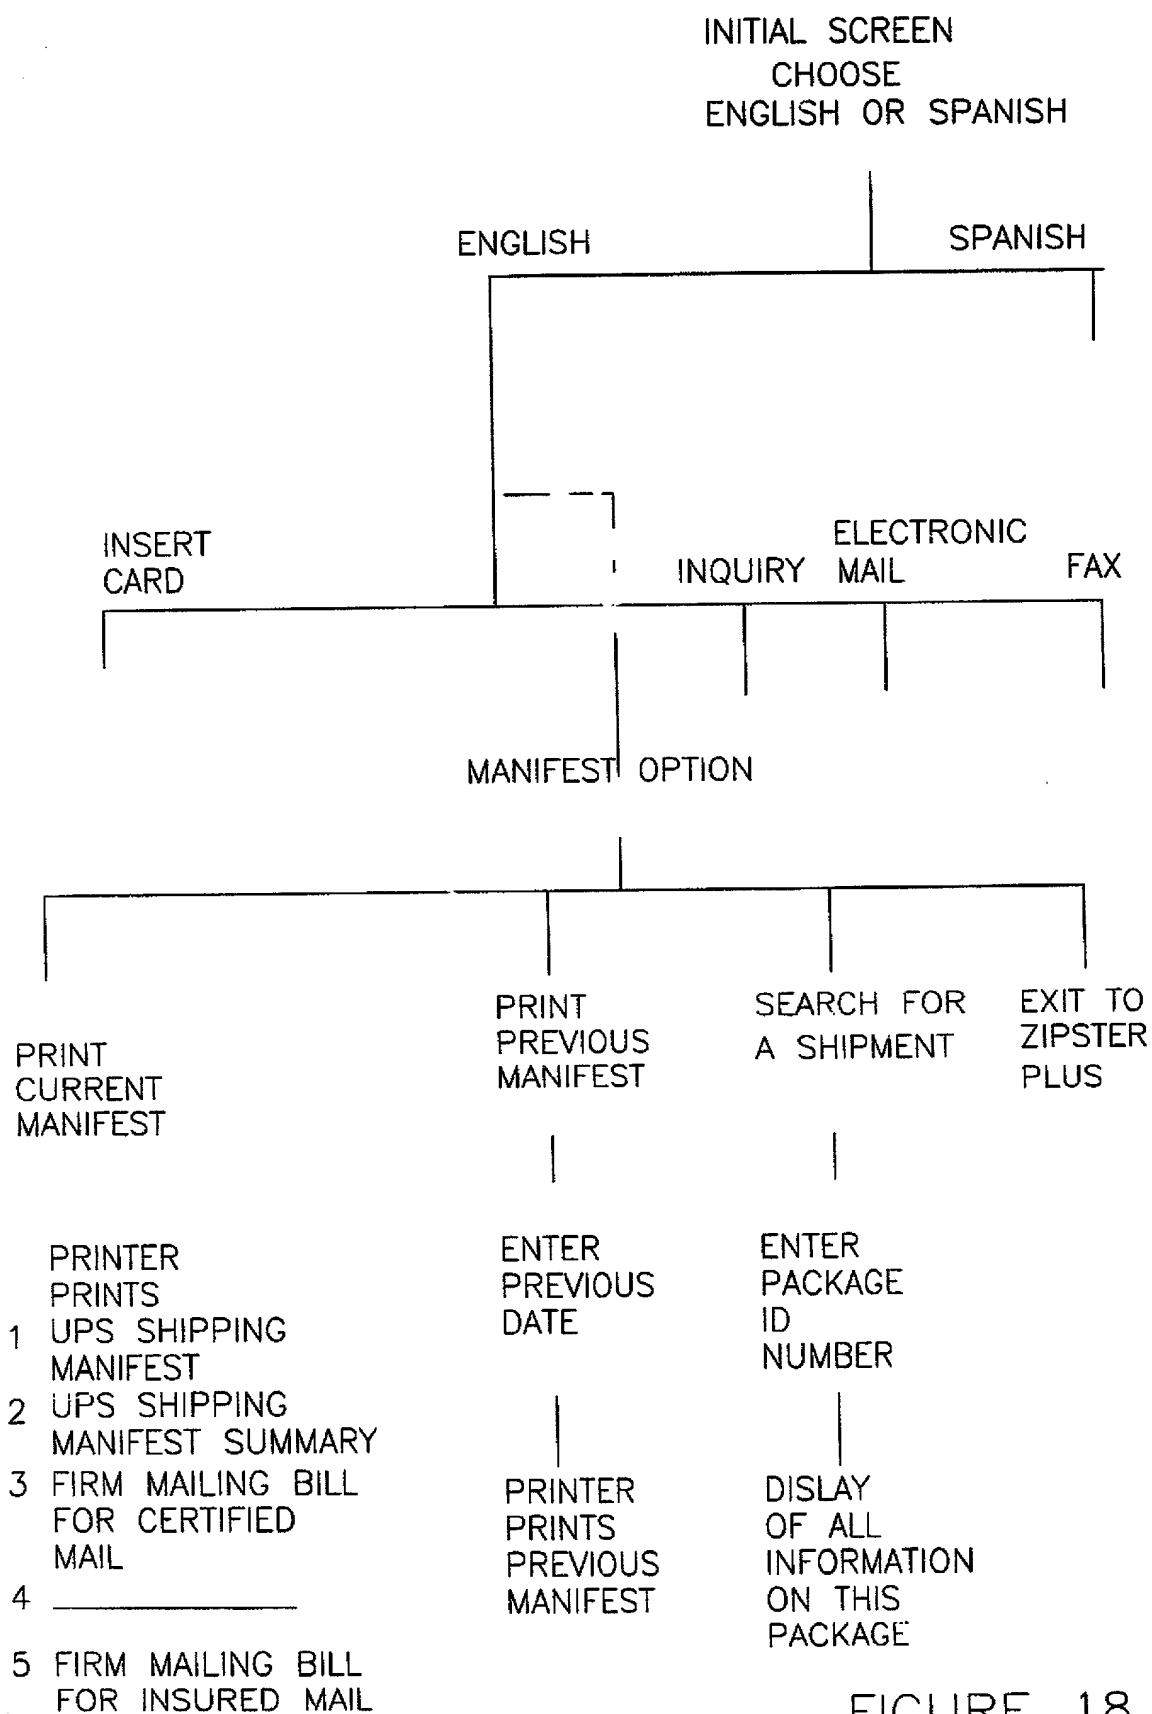 INITIAL SCREEN
CHOOSE
ENGLISH OR SPANISH
ENGLISH
SPANISH
INSERT
CARD
INQUIRY
ELECTRONIC
MAIL
FAX
MANIFEST OPTION
PRINT
CURRENT
MANIFEST
PRINT
PREVIOUS
MANIFEST
SEARCH FOR
A SHIPMENT
EXIT TO
ZIPSTER
PLUS
PRINTER
PRINTS
1 UPS SHIPPING
MANIFEST
2 UPS SHIPPING
MANIFEST SUMMARY
3 FIRM MAILING BILL
FOR CERTIFIED
MAIL
4
5 FIRM MAILING BILL
FOR INSURED MAIL
ENTER
PREVIOUS
DATE
PRINTER
PRINTS
PREVIOUS
MANIFEST
ENTER
PACKAGE
ID
NUMBER
DISLAY
OF ALL
INFORMATION
ON THIS
PACKAGE
FIGURE 18